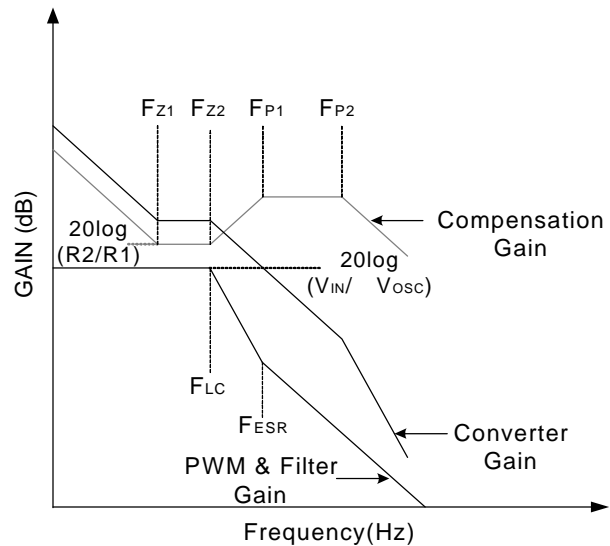 FZ1 FZ2 FP1 FP2
GAIN (dB)
20log
(R2/R1)
Compensation
Gain
20log
(VIN/ VOSC)
FLC
FESR
PWM & Filter
Gain
Converter
Gain
Frequency(Hz)